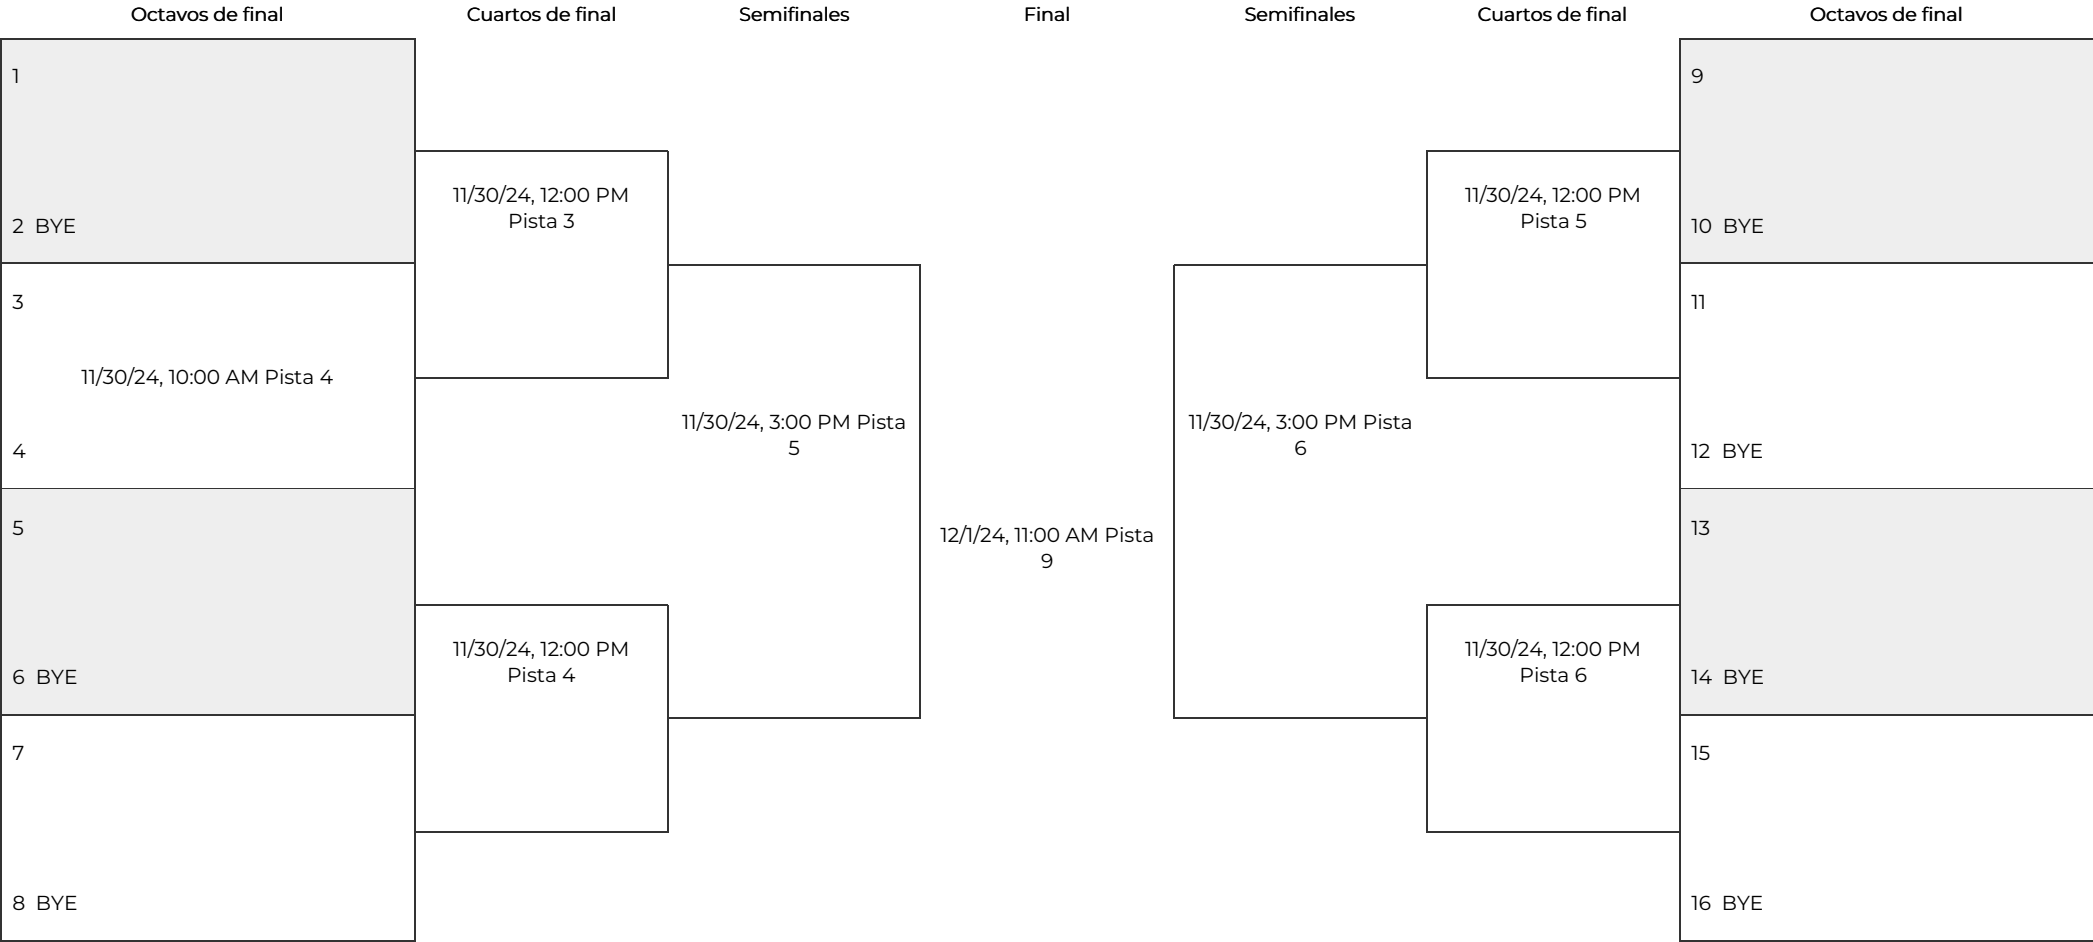 Octavos de final
Cuartos de final
Semifinales
Final
Semifinales
Cuartos de final
Octavos de final
1
2 BYE
3
11/30/24, 10:00 AM Pista 4
4
5
6 BYE
7
8 BYE
11/30/24, 12:00 PM
Pista 3
11/30/24, 12:00 PM
Pista 4
11/30/24, 3:00 PM Pista
5
12/1/24, 11:00 AM Pista
9
11/30/24, 3:00 PM Pista
6
11/30/24, 12:00 PM
Pista 5
11/30/24, 12:00 PM
Pista 6
9
10 BYE
11
12 BYE
13
14 BYE
15
16 BYE